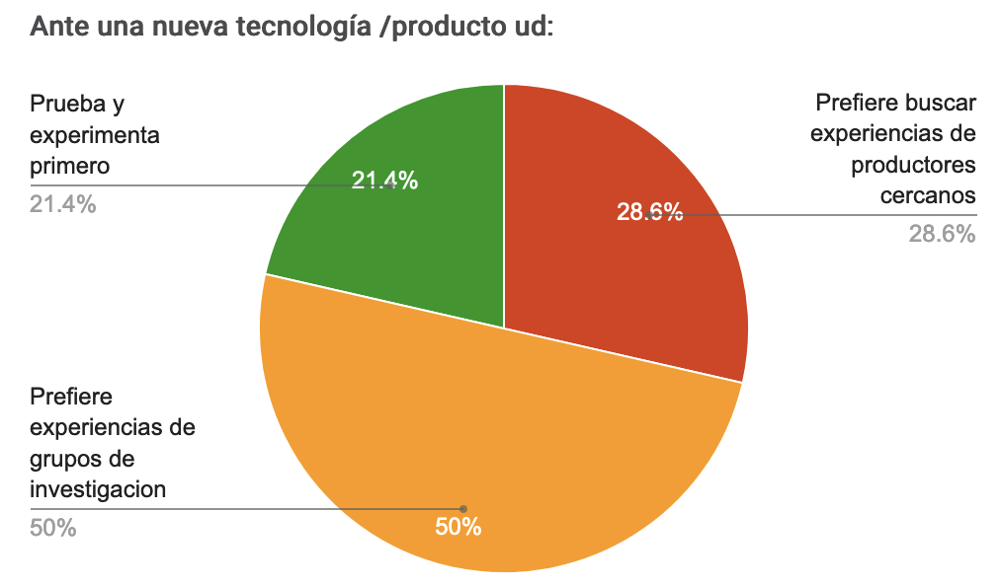 Ante una nueva tecnología /producto ud:
Prueba y
experimenta
primero
21.4%
21.4%
Prefiere buscar
experiencias de
productores
cercanos
28.6%
28.6%
Prefiere
experiencias de
grupos de
investigacion
50%
50%